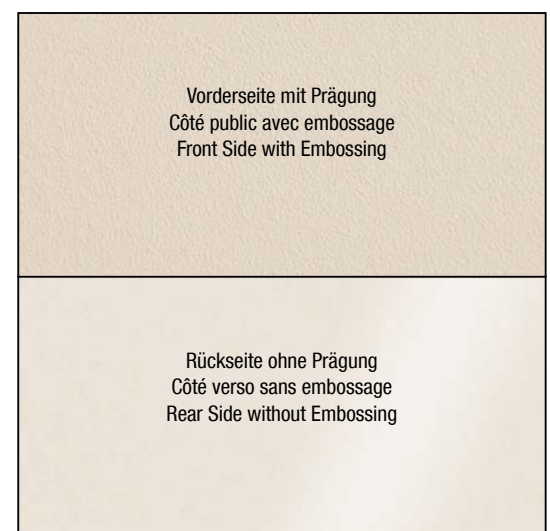 Vorderseite mit Prägung
Côté public avec embossage
Front Side with Embossing
Rückseite ohne Prägung
Côté verso sans embossage
Rear Side without Embossing